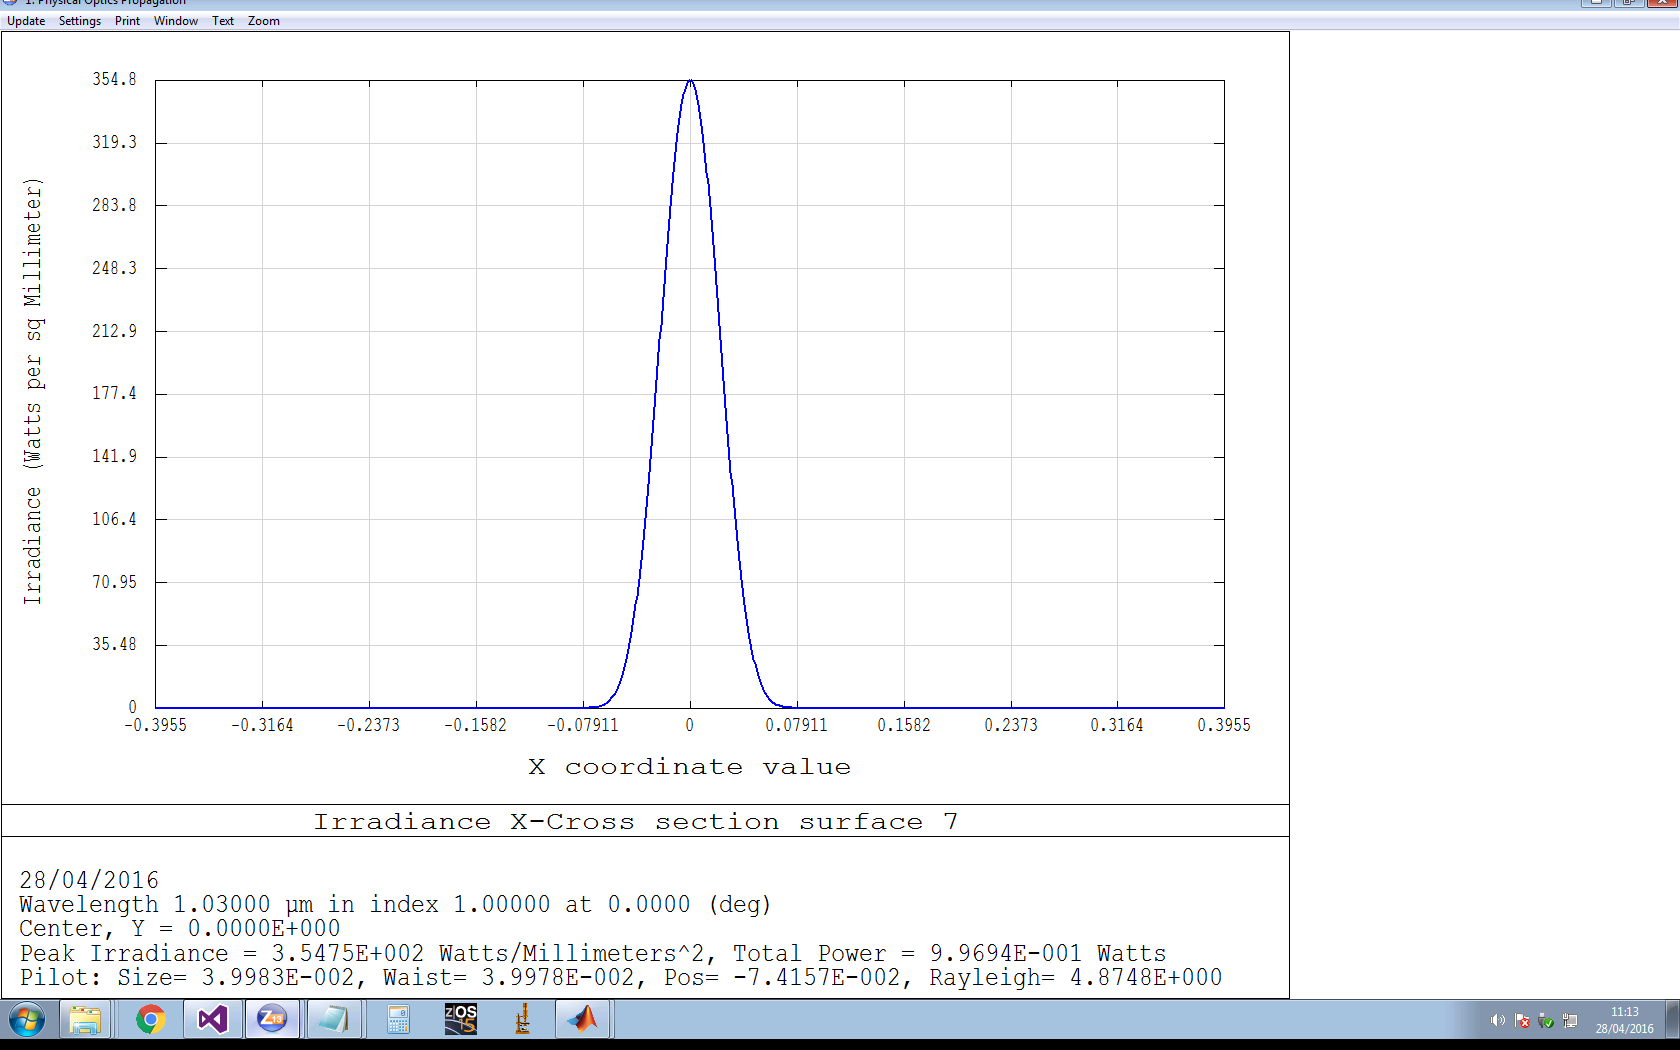 1: Physical Optics Propagation
Update Settings Print Window Text Zoom
354.8
319.3
283.8
248.3
212.9
177.4
141.9
106.4
70.95
35.48
0
Irradiance (Watts per sq Millimeter)
-0.3955 -0.3164 -0.2373 -0.1582 -0.07911 0 0.07911 0.1582 0.2373 0.3164 0.3955
X coordinate value
Irradiance X-Cross section surface 7
28/04/2016
Wavelength 1.03000 µm in index 1.00000 at 0.0000 (deg)
Center, Y = 0.0000E+000
Peak Irradiance = 3.5475E+002 Watts/Millimeters^2, Total Power = 9.9694E-001 Watts
Pilot: Size= 3.9983E-002, Waist= 3.9978E-002, Pos= -7.4157E-002, Rayleigh= 4.8748E+000
Z13
ZOS
15
11:13
28/04/2016